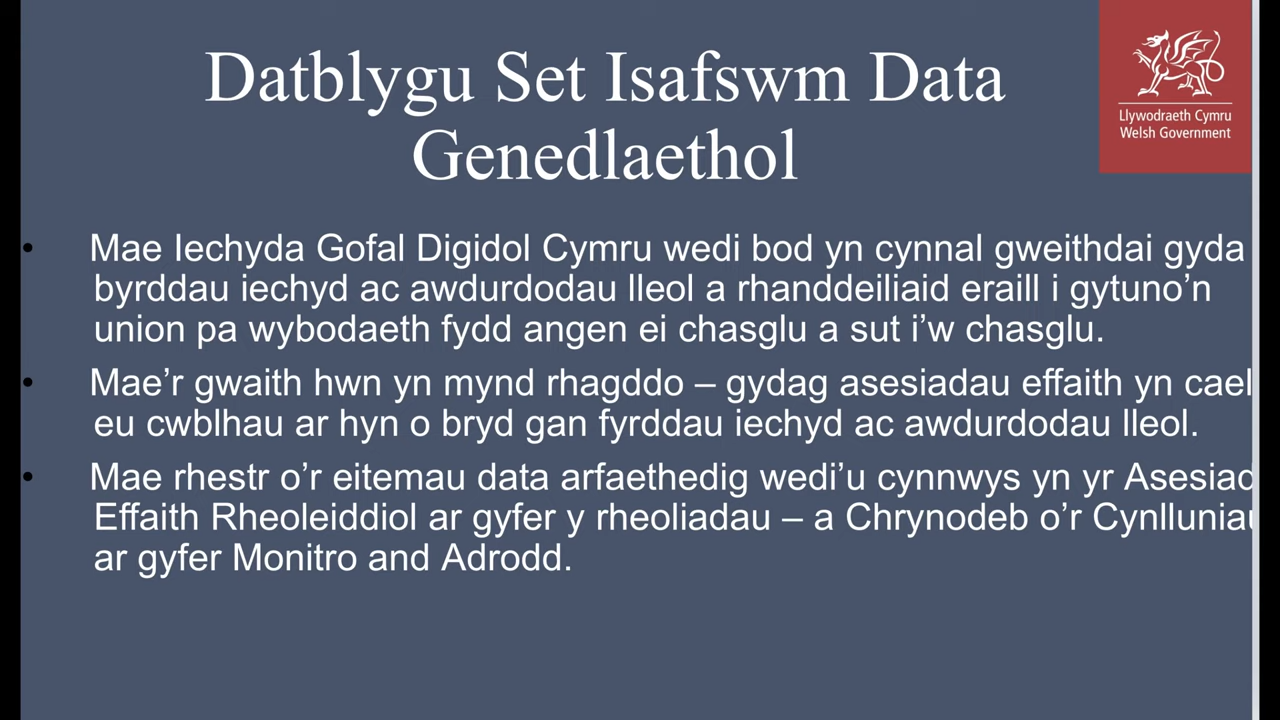 Datblygu Set Isafswm Data
Genedlaethol
Llywodraeth Cymru
Welsh Government
• Mae Iechyda Gofal Digidol Cymru wedi bod yn cynnal gweithdai gyda
byrddau iechyd ac awdurdodau lleol a rhanddeiliaid eraill i gytuno’n
union pa wybodaeth fydd angen ei chasglu a sut i’w chasglu.
• Mae’r gwaith hwn yn mynd rhagddo – gydag asesiadau effaith yn cael
eu cwblhau ar hyn o bryd gan fyrddau iechyd ac awdurdodau lleol.
• Mae rhestr o’r eitemau data arfaethedig wedi’u cynnwys yn yr Asesiad
Effaith Rheoleiddiol ar gyfer y rheoliadau – a Chrynodeb o’r Cynlluniau
ar gyfer Monitro and Adrodd.